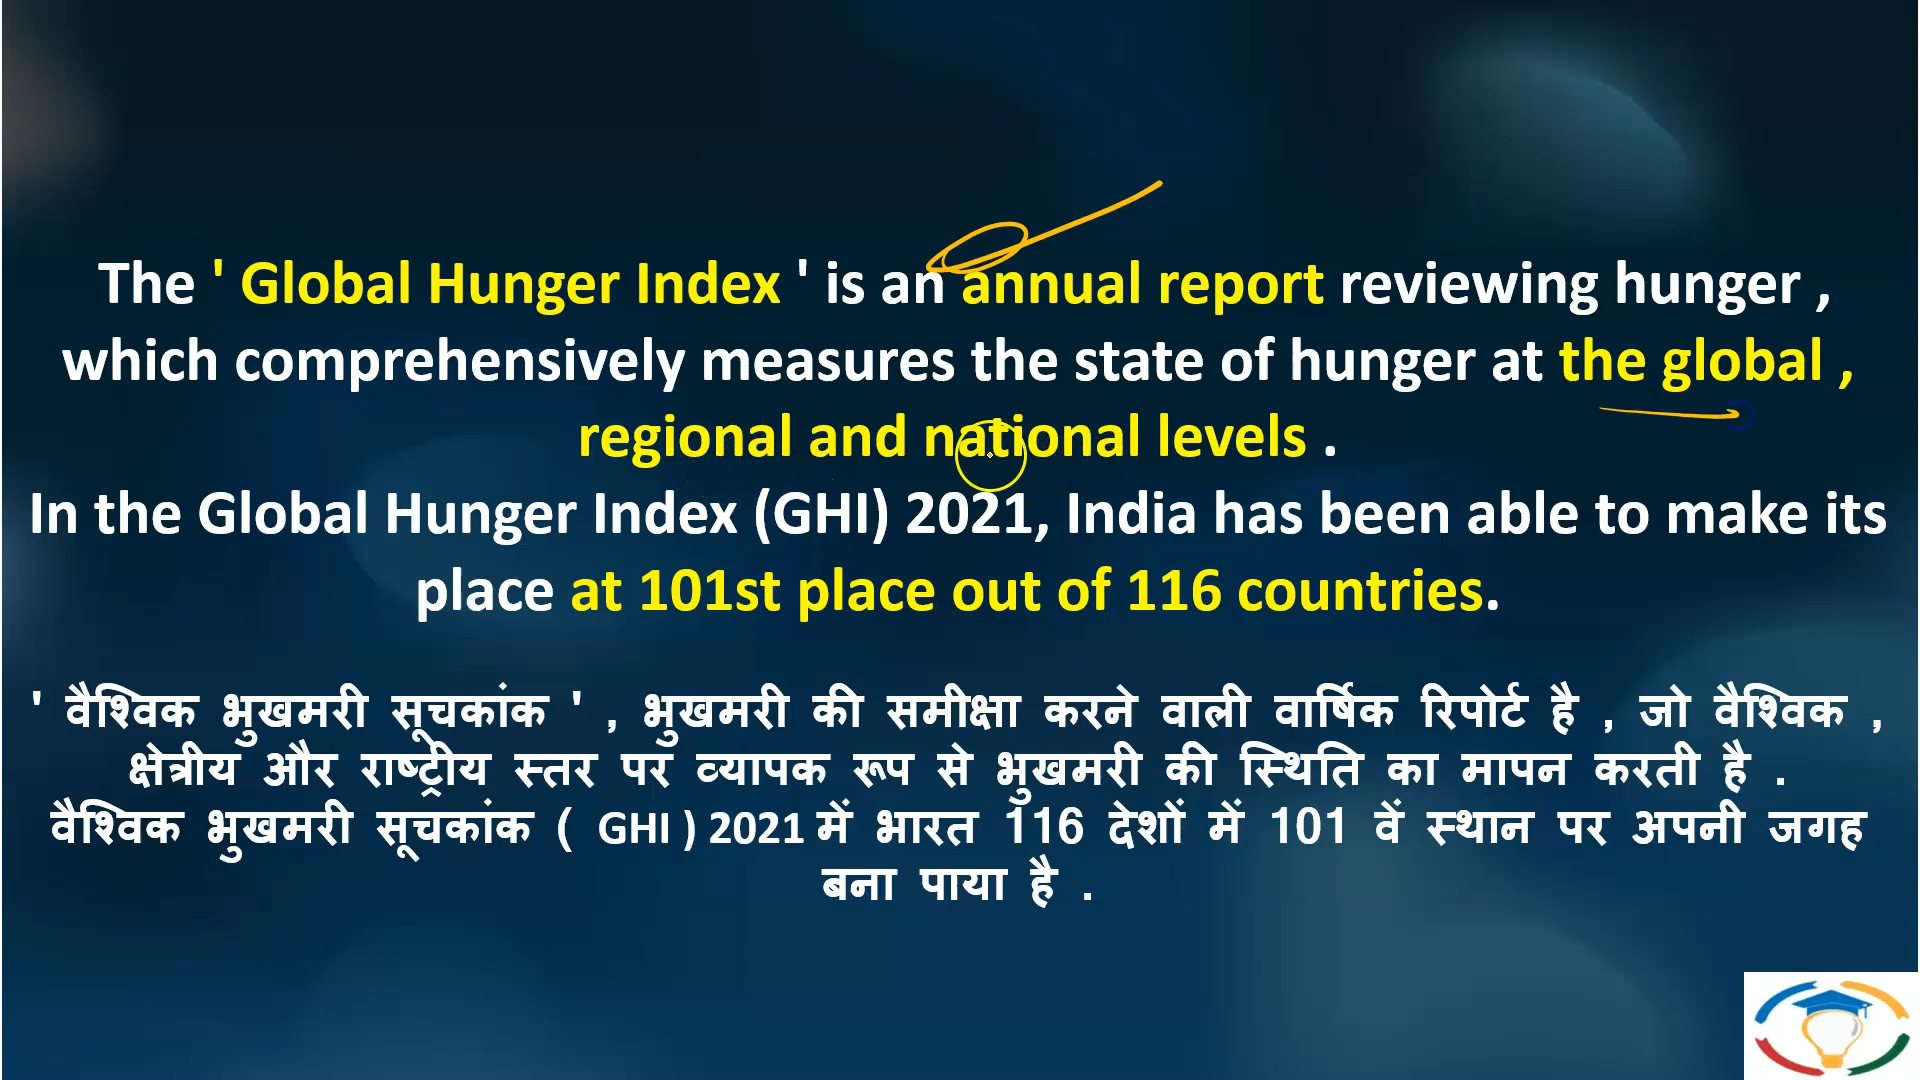 The ' Global Hunger Index ' is an annual report reviewing hunger ,
which comprehensively measures the state of hunger at the global ,
regional and national levels .
In the Global Hunger Index (GHI) 2021, India has been able to make its
place at 101st place out of 116 countries.
' वैश्विक भुखमरी सूचकांक ' , भुखमरी की समीक्षा करने वाली वार्षिक रिपोर्ट है , जो वैश्विक ,
क्षेत्रीय और राष्ट्रीय स्तर पर व्यापक रूप से भुखमरी की स्थिति का मापन करती है .
वैश्विक भुखमरी सूचकांक ( GHI ) 2021 में भारत 116 देशों में 101 वें स्थान पर अपनी जगह
बना पाया है .